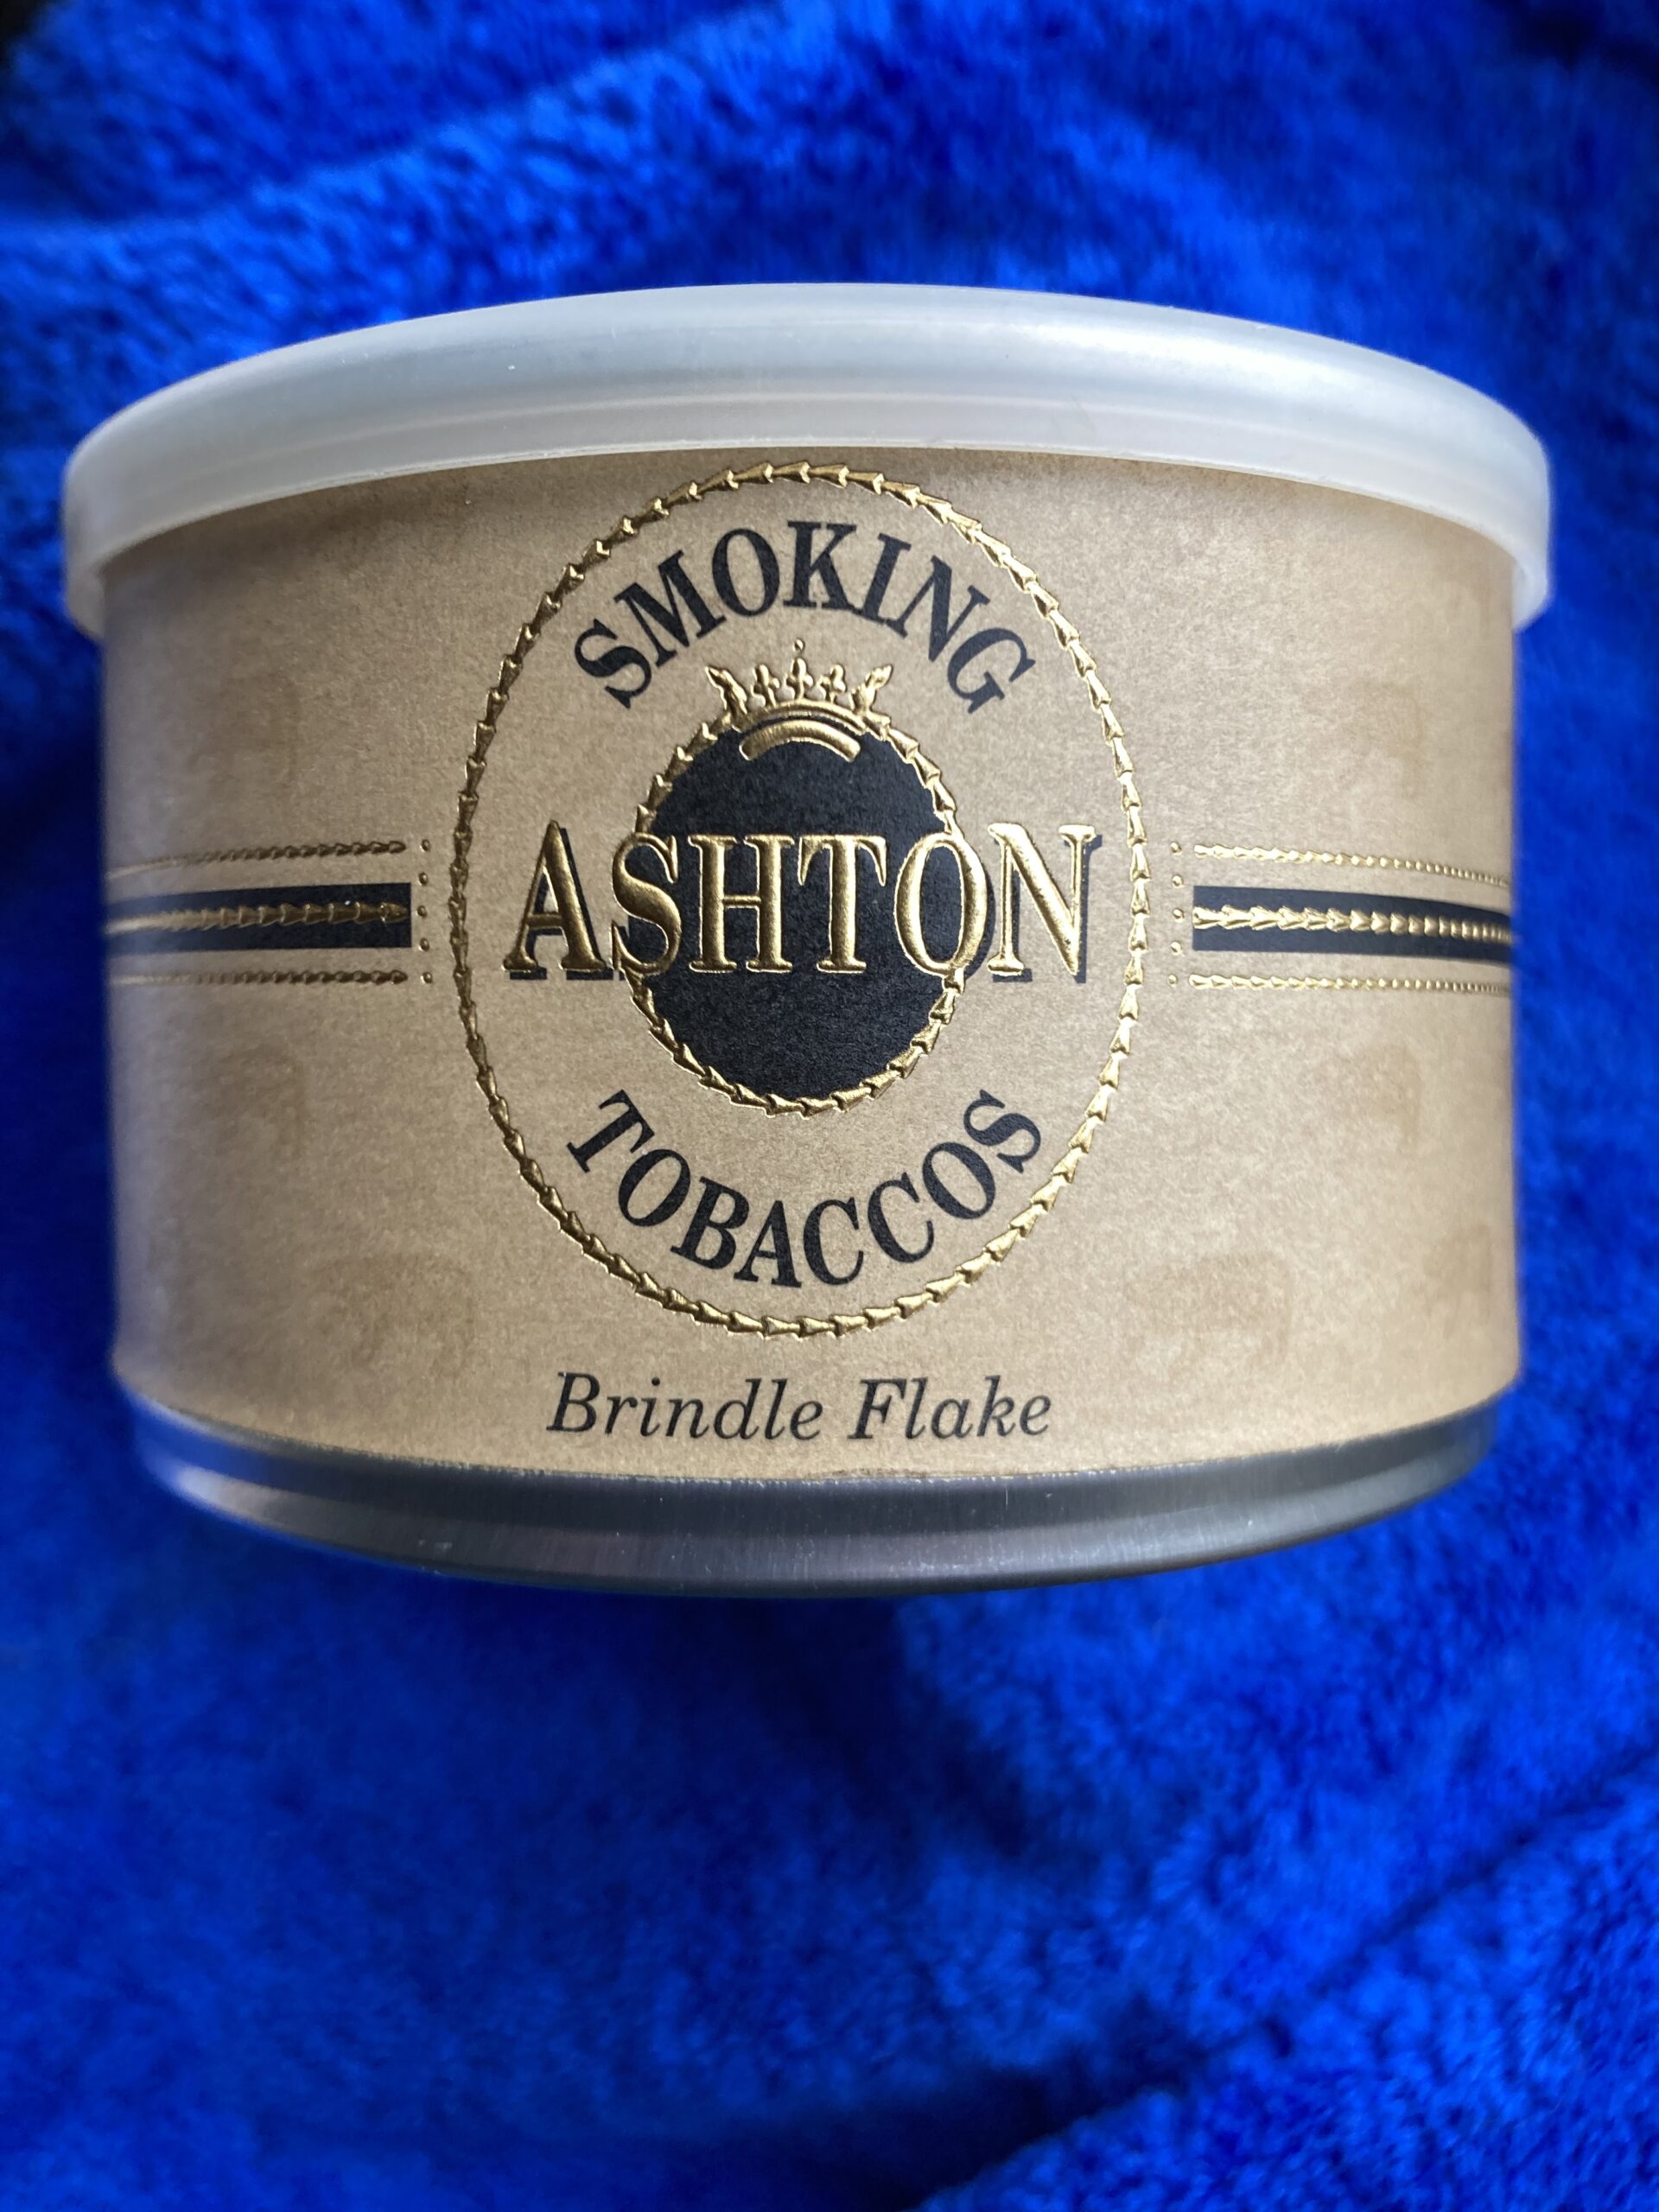 SMOKING
ASHTON
TOBACCOS
Brindle Flake